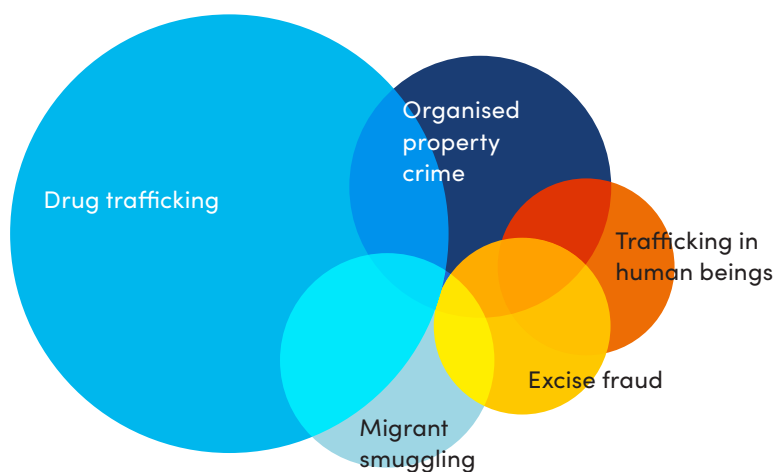 Drug trafficking
Organised
property
crime
Trafficking in
human beings
Excise fraud
Migrant
smuggling